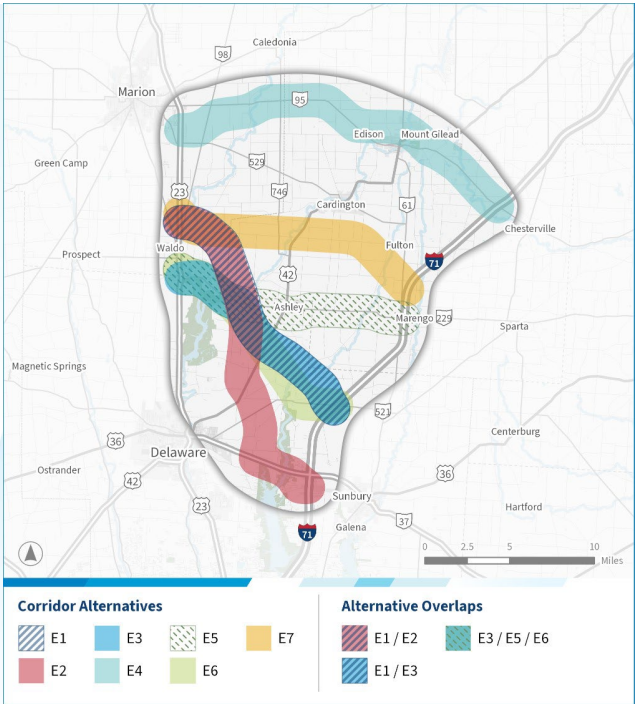 98
Caledonia
Marion
95
Edison
Mount Gilead
Green Camp
529
23
746
Cardington
61
Chesterville
Waldo
Prospect
Fulton
71
42
Ashley
Marengo
229
Sparta
Magnetic Springs
521
Centerburg
36
Delaware
Ostrander
42
36
23
Sunbury
Hartford
37
Galena
71
0 2.5 5 10
Miles
Corridor Alternatives
Alternative Overlaps
E1 E3 E5 E7
E1 / E2 E3 / E5 / E6
E2 E4 E6
E1 / E3